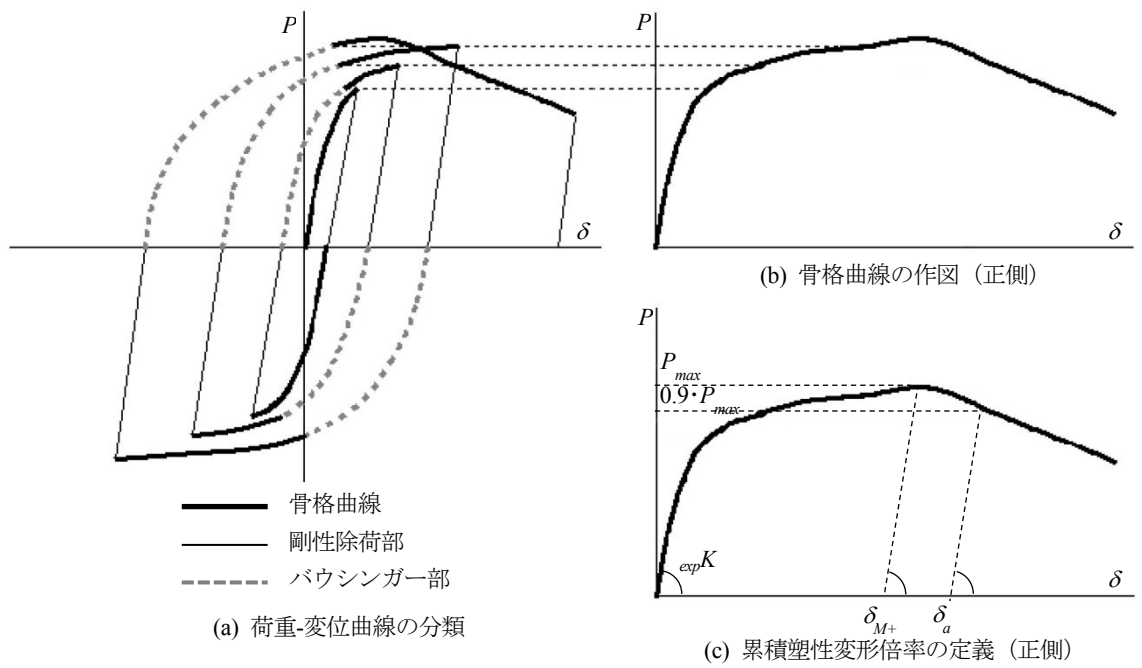 P
δ
骨格曲線
剛性除荷部
バウシンガー部
(a) 荷重-変位曲線の分類
P
δ
(b) 骨格曲線の作図（正側）
P
P_max
0.9・P_max
expK
δ
δ_M+
δ_a
(c) 累積塑性変形倍率の定義（正側）